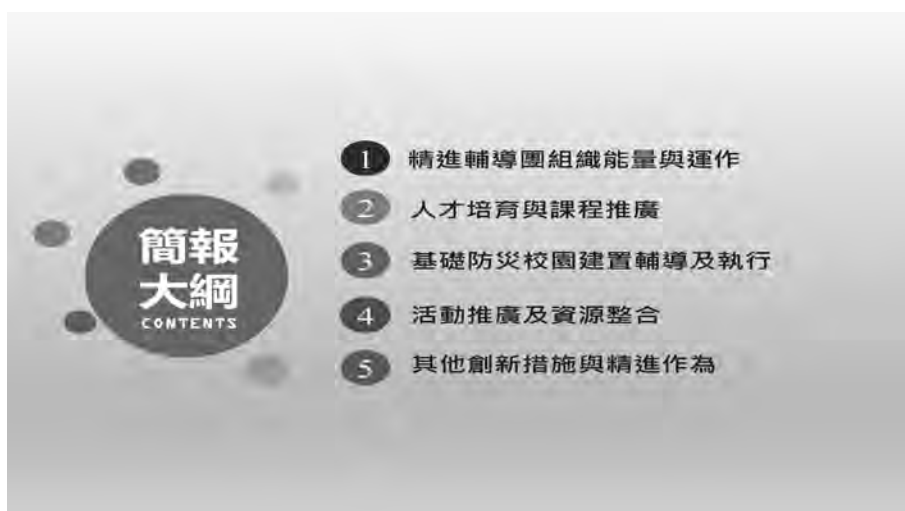 簡報
大綱
CONTENTS
1 精進輔導團組織能量與運作
2 人才培育與課程推廣
3 基礎防災校園建置輔導及執行
4 活動推廣及資源整合
5 其他創新措施與精進作為